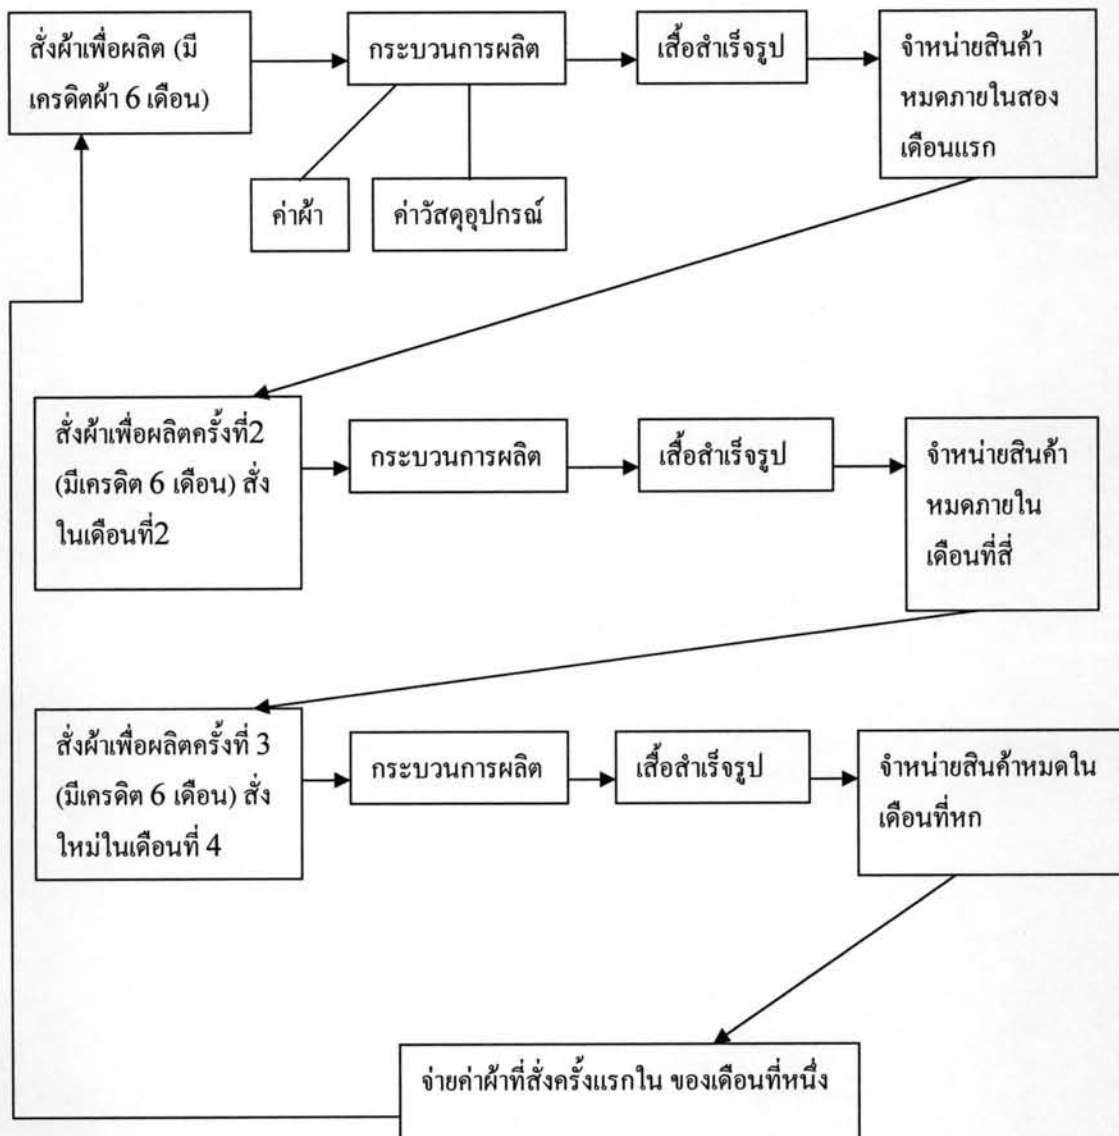 สั่งผ้าเพื่อผลิต (มี
เครดิตผ้า 6 เดือน)
กระบวนการผลิต
เสื้อสำเร็จรูป
จำหน่ายสินค้า
หมดภายในสอง
เดือนแรก
ค่าผ้า
ค่าวัสดุอุปกรณ์
สั่งผ้าเพื่อผลิตครั้งที่2
(มีเครดิต 6 เดือน) สั่ง
ในเดือนที่2
กระบวนการผลิต
เสื้อสำเร็จรูป
จำหน่ายสินค้า
หมดภายใน
เดือนที่สี่
สั่งผ้าเพื่อผลิตครั้งที่ 3
(มีเครดิต 6 เดือน) สั่ง
ใหม่ในเดือนที่ 4
กระบวนการผลิต
เสื้อสำเร็จรูป
จำหน่ายสินค้าหมดใน
เดือนที่หก
จ่ายค่าผ้าที่สั่งครั้งแรกใน ของเดือนที่หนึ่ง